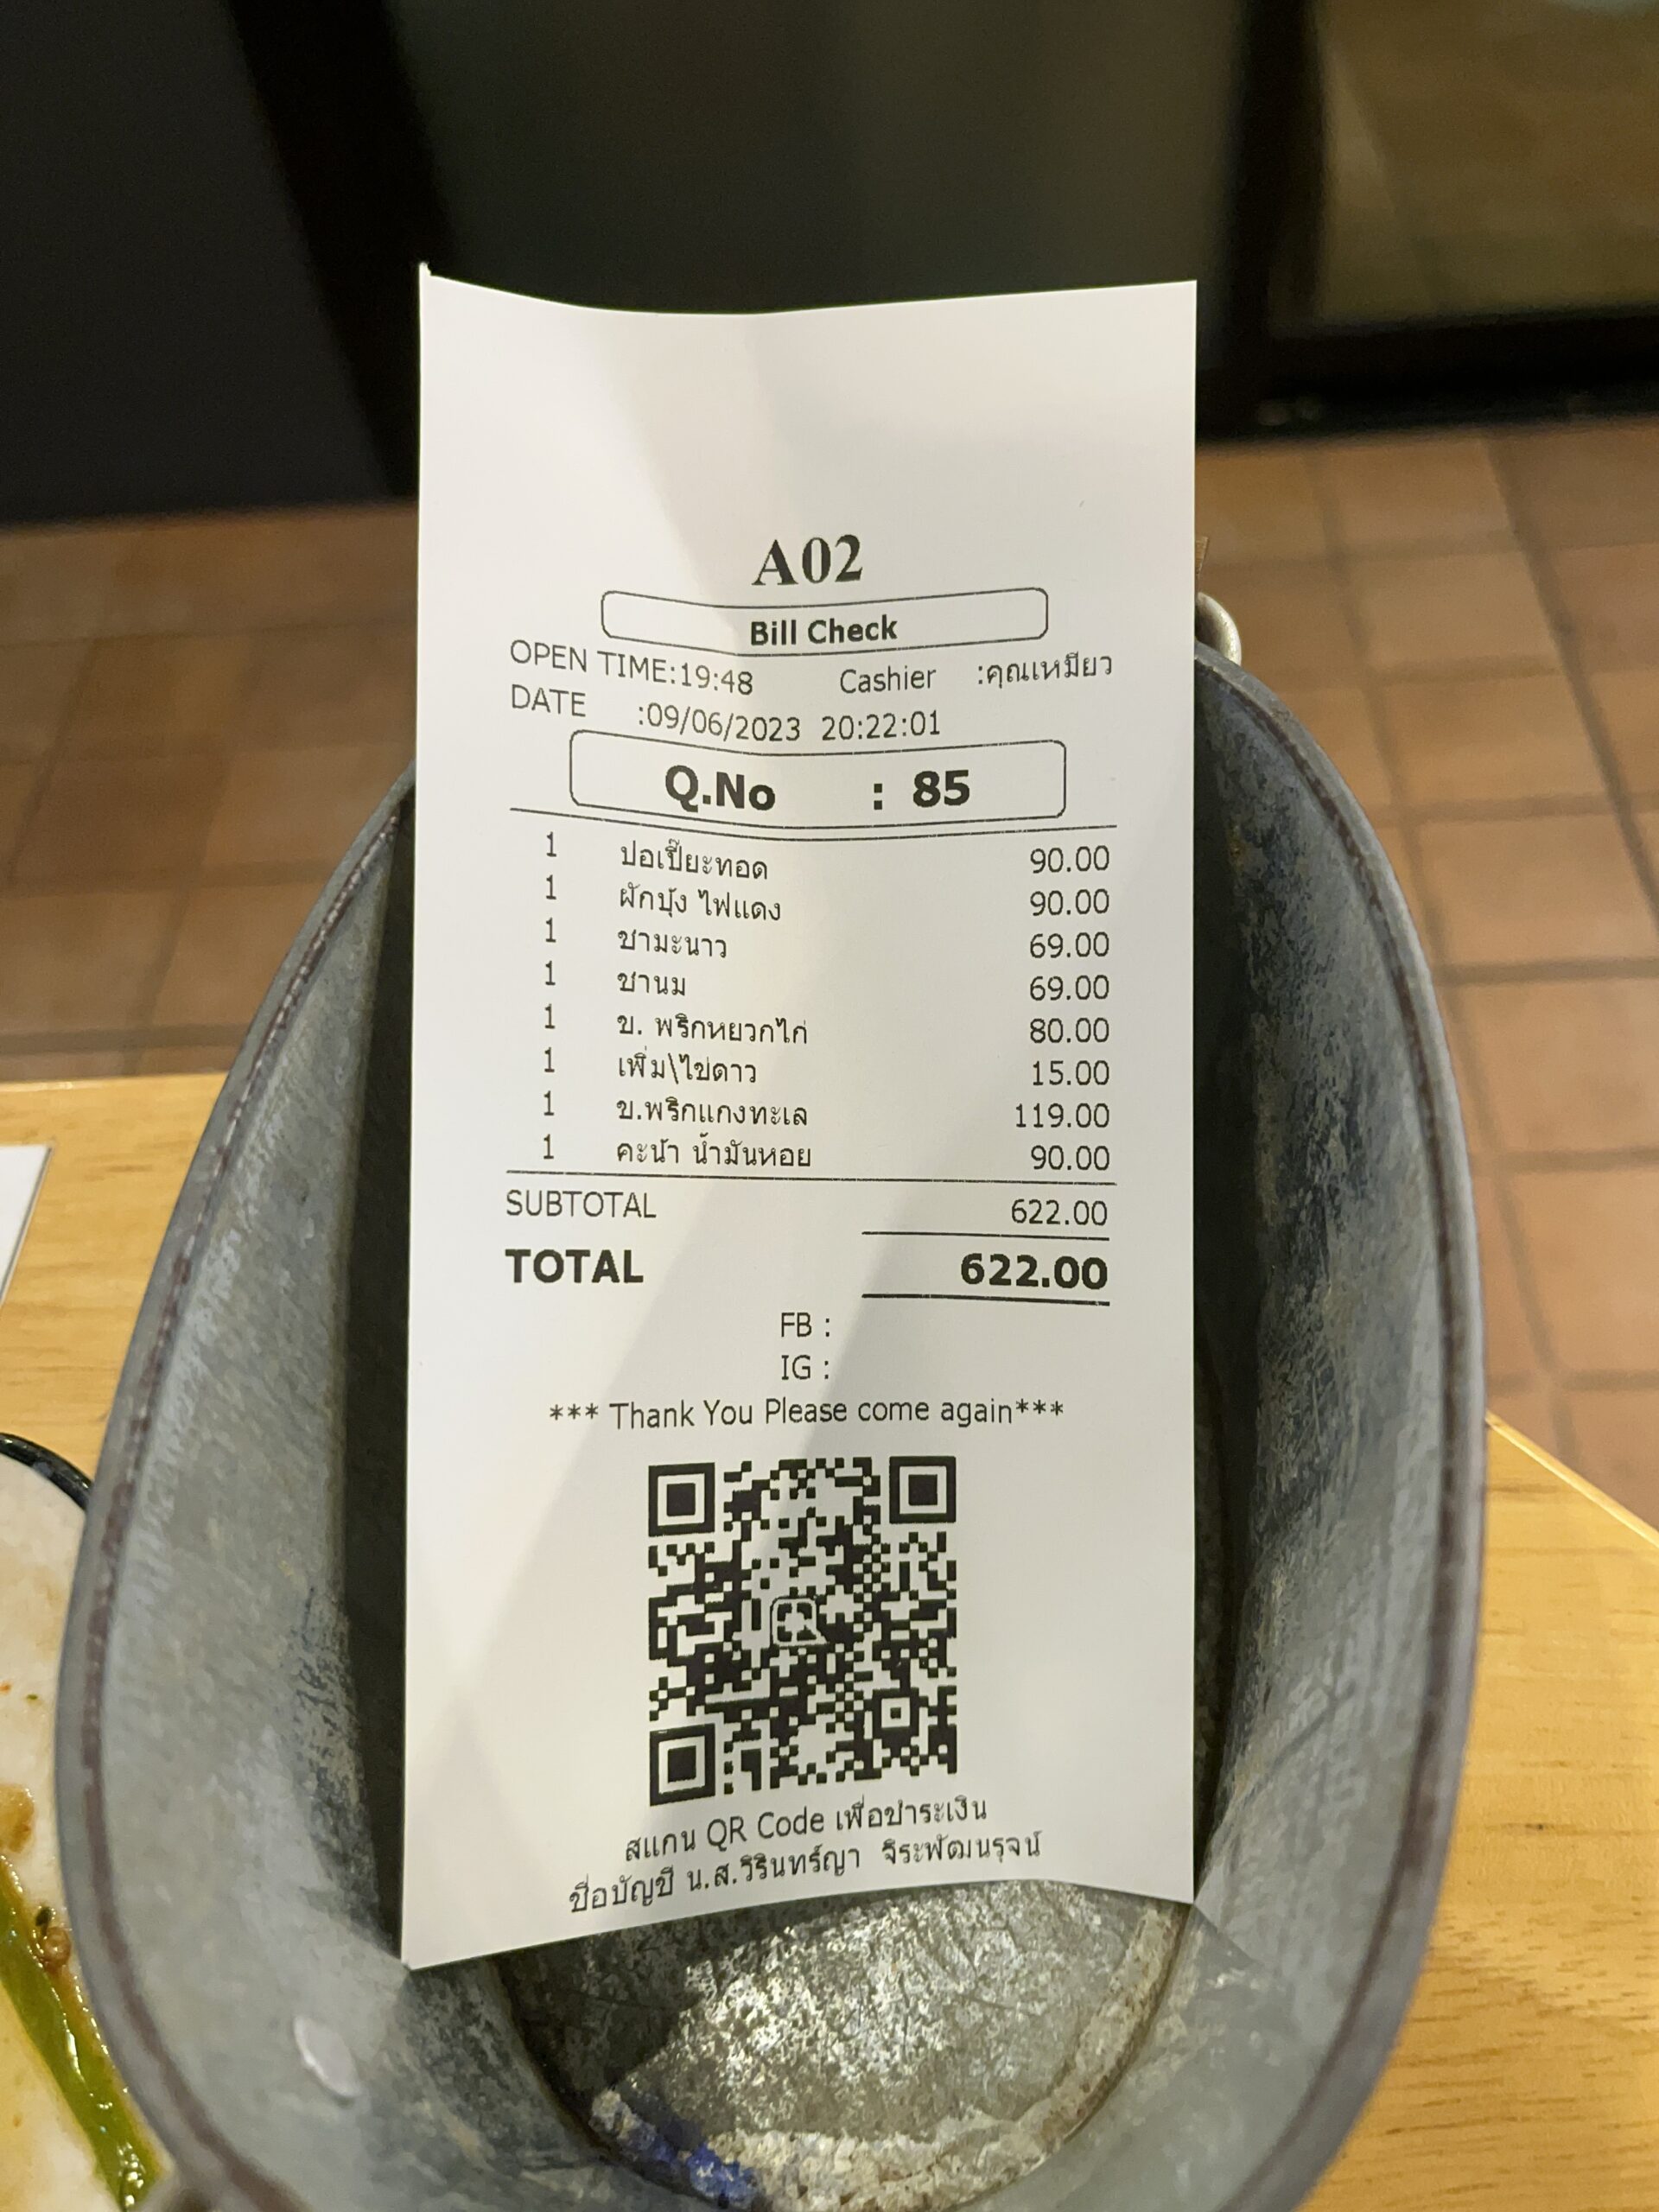 A02
Bill Check
OPEN TIME:19:48 Cashier :คุณเหมียว
DATE :09/06/2023 20:22:01
Q.No : 85
1 ปอเปี๊ยะทอด 90.00
1 ผักบุ้ง ไฟแดง 90.00
1 ชามะนาว 69.00
1 ชานม 69.00
1 ข. พริกหยวกไก่ 80.00
1 เพิ่ม\ไข่ดาว 15.00
1 ข.พริกแกงทะเล 119.00
1 คะน้า น้ำมันหอย 90.00
SUBTOTAL 622.00
TOTAL 622.00
FB :
IG :
*** Thank You Please come again***
สแกน QR Code เพื่อชำระเงิน
ชื่อบัญชี น.ส.วิรินทร์ญา จิระพัฒนรุจน์